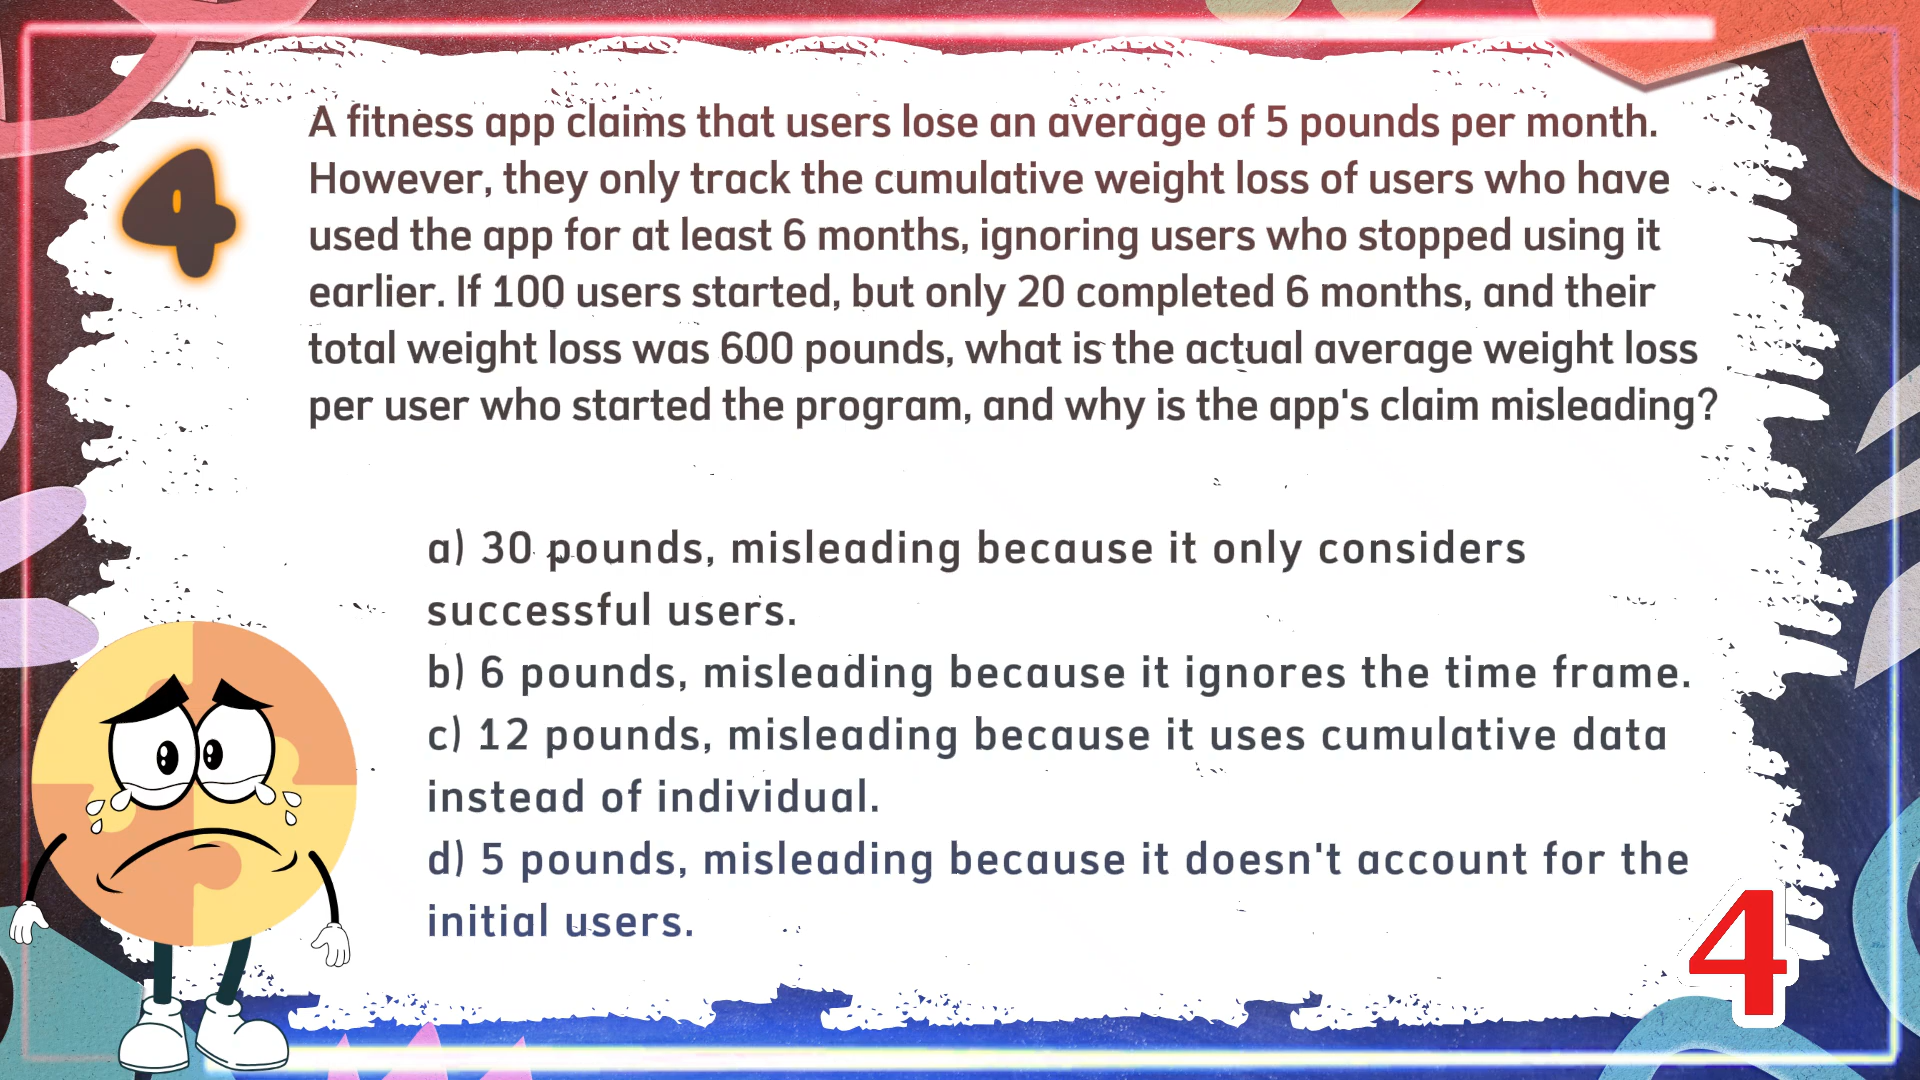 4
A fitness app claims that users lose an average of 5 pounds per month.
However, they only track the cumulative weight loss of users who have
used the app for at least 6 months, ignoring users who stopped using it
earlier. If 100 users started, but only 20 completed 6 months, and their
total weight loss was 600 pounds, what is the actual average weight loss
per user who started the program, and why is the app's claim misleading?
a) 30 pounds, misleading because it only considers
successful users.
b) 6 pounds, misleading because it ignores the time frame.
c) 12 pounds, misleading because it uses cumulative data
instead of individual.
d) 5 pounds, misleading because it doesn't account for the
initial users.
4